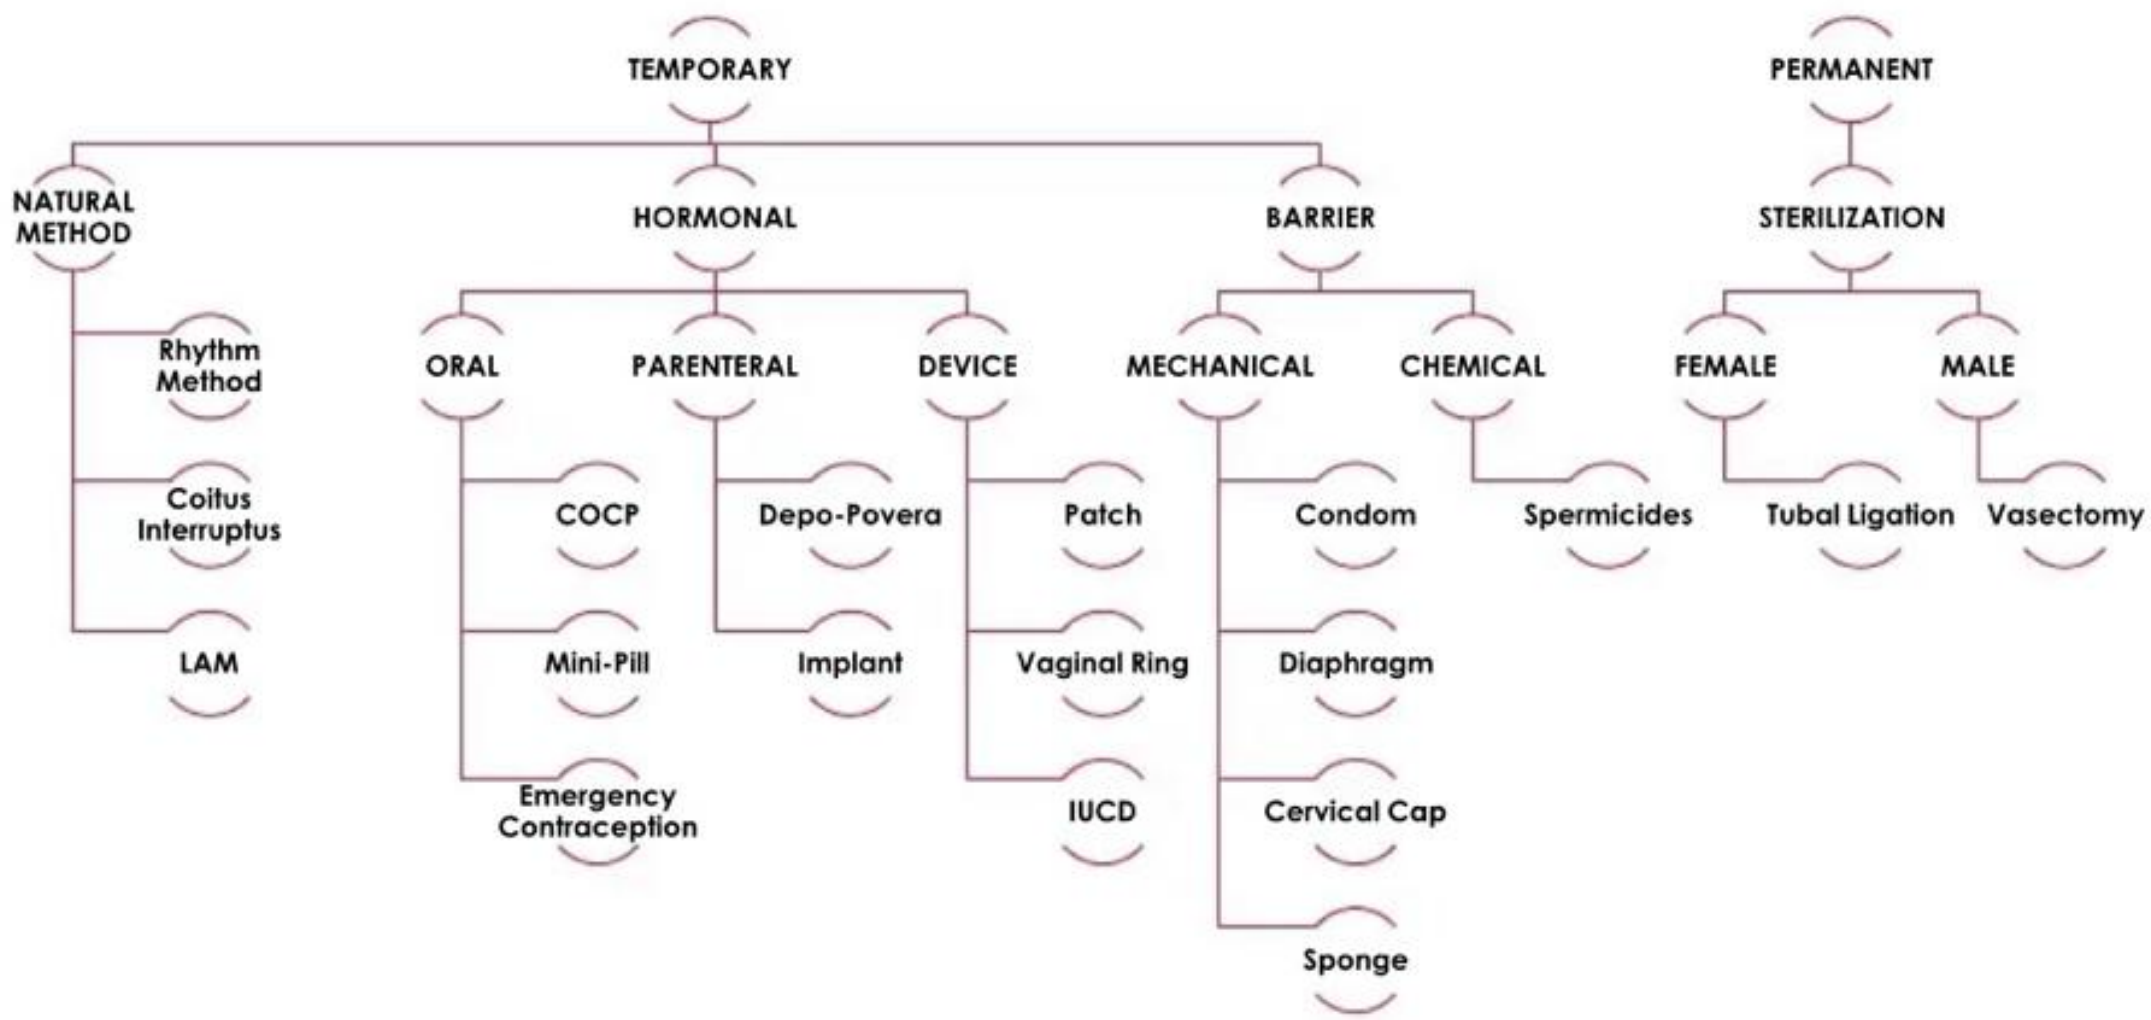 TEMPORARY
PERMANENT
NATURAL
METHOD
HORMONAL
BARRIER
STERILIZATION
Rhythm
Method
ORAL
PARENTERAL
DEVICE
MECHANICAL
CHEMICAL
FEMALE
MALE
Coitus
Interruptus
COCP
Depo-Povera
Patch
Condom
Spermicides
Tubal Ligation
Vasectomy
LAM
Mini-Pill
Implant
Vaginal Ring
Diaphragm
Emergency
Contraception
IUCD
Cervical Cap
Sponge